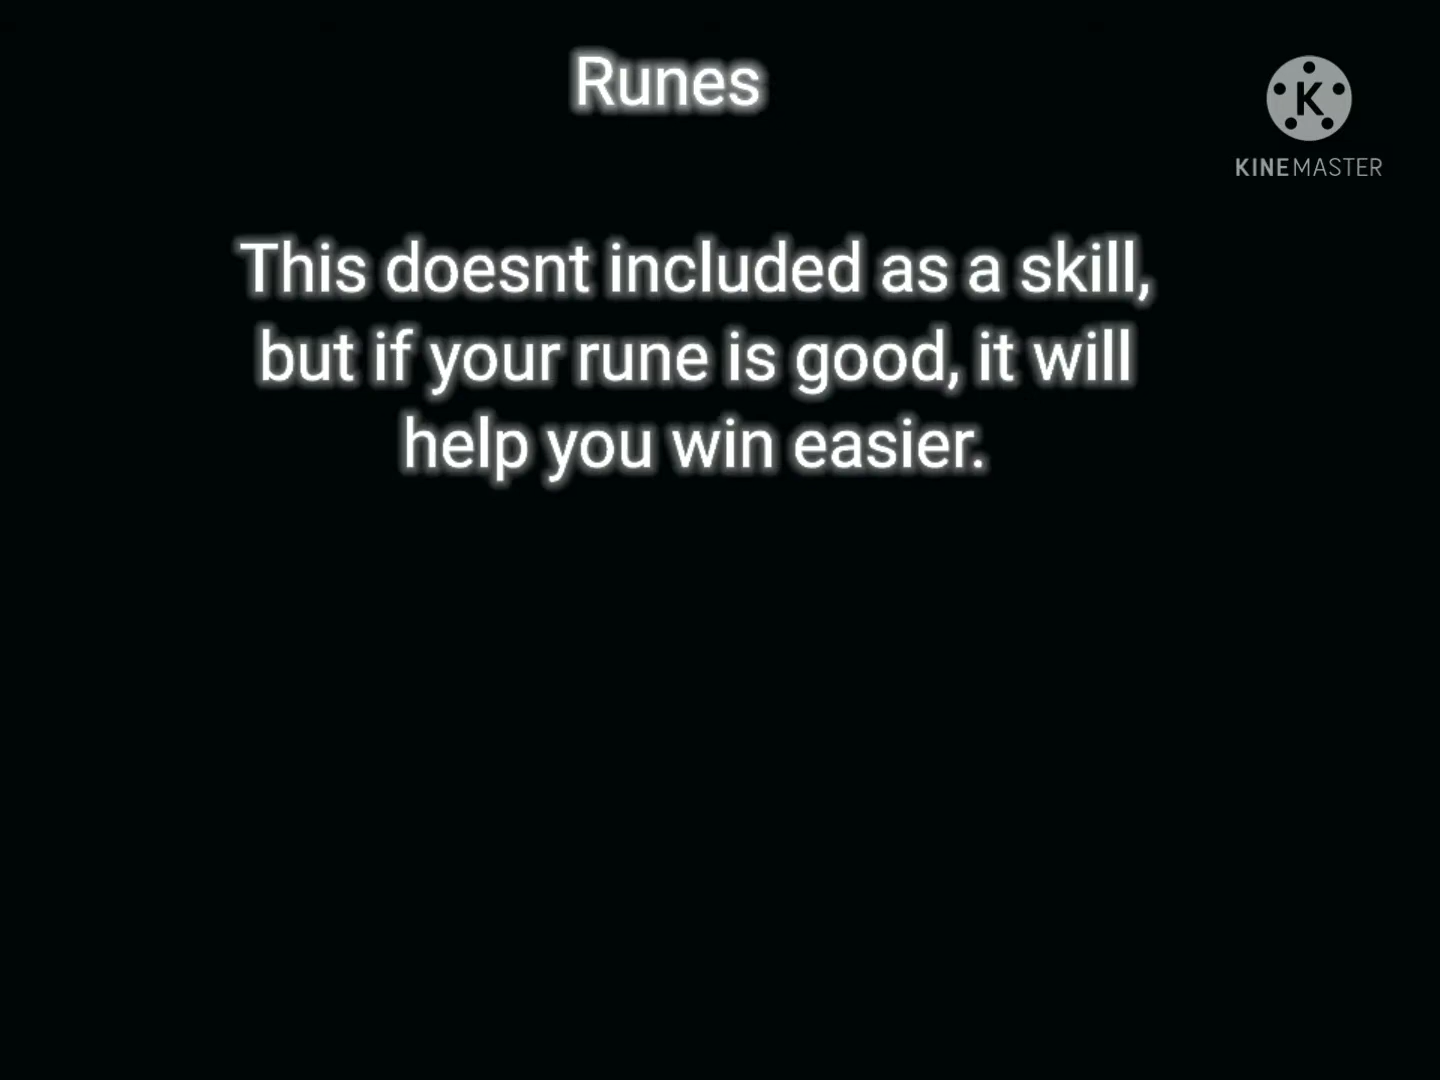 Runes
K
KINEMASTER
This doesnt included as a skill,
but if your rune is good, it will
help you win easier.